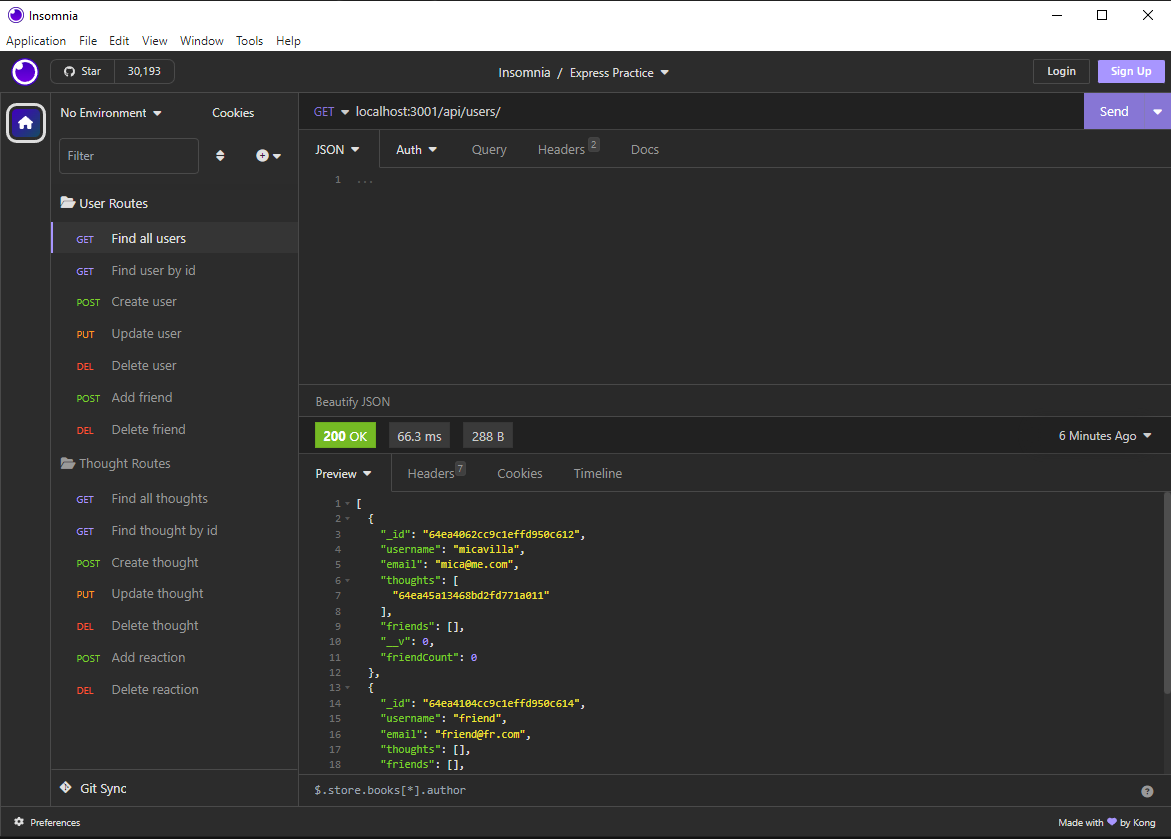 Insomnia
Application File Edit View Window Tools Help
Star 30,193 Insomnia / Express Practice Login Sign Up
No Environment Cookies
Filter
User Routes
GET Find all users
GET Find user by id
POST Create user
PUT Update user
DEL Delete user
POST Add friend
DEL Delete friend
Thought Routes
GET Find all thoughts
GET Find thought by id
POST Create thought
PUT Update thought
DEL Delete thought
POST Add reaction
DEL Delete reaction
Git Sync
GET localhost:3001/api/users/ Send
JSON Auth Query Headers 2 Docs
1 ...
Beautify JSON
200 OK 66.3 ms 288 B 6 Minutes Ago
Preview Headers 7 Cookies Timeline
1 [
2 {
3 "_id": "64ea4062cc9c1effd950c612",
4 "username": "micavilla",
5 "email": "mica@me.com",
6 "thoughts": [
7 "64ea45a13468bd2fd771a011"
8 ],
9 "friends": [],
10 "__v": 0,
11 "friendCount": 0
12 },
13 {
14 "_id": "64ea4104cc9c1effd950c614",
15 "username": "friend",
16 "email": "friend@fr.com",
17 "thoughts": [],
18 "friends": [],
$.store.books[*].author
Preferences Made with by Kong